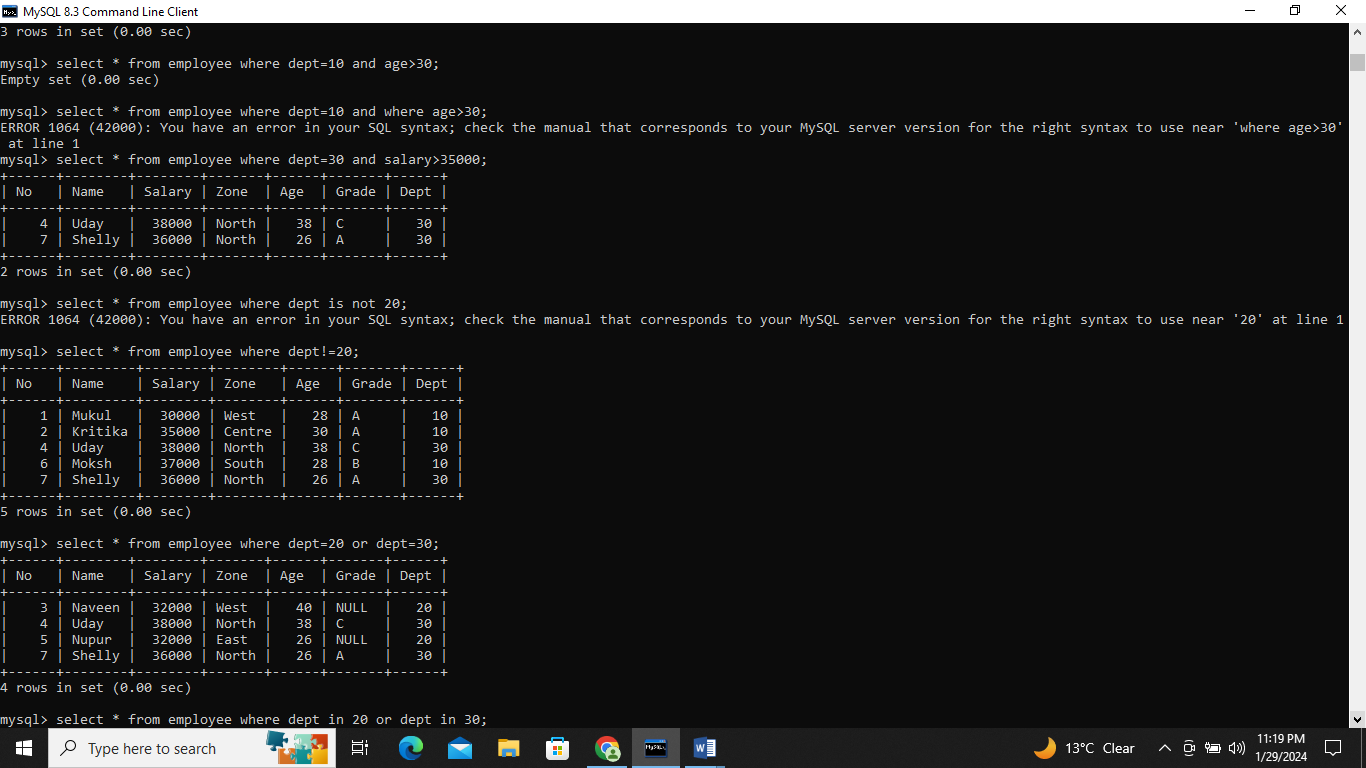 MySQL 8.3 Command Line Client
3 rows in set (0.00 sec)
mysql> select * from employee where dept=10 and age>30;
Empty set (0.00 sec)
mysql> select * from employee where dept=10 and where age>30;
ERROR 1064 (42000): You have an error in your SQL syntax; check the manual that corresponds to your MySQL server version for the right syntax to use near 'where age>30'
at line 1
mysql> select * from employee where dept=30 and salary>35000;
+------+--------+--------+-------+------+-------+------+
| No   | Name   | Salary | Zone  | Age  | Grade | Dept |
+------+--------+--------+-------+------+-------+------+
|    4 | Uday   |  38000 | North |   38 | C     |   30 |
|    7 | Shelly |  36000 | North |   26 | A     |   30 |
+------+--------+--------+-------+------+-------+------+
2 rows in set (0.00 sec)
mysql> select * from employee where dept is not 20;
ERROR 1064 (42000): You have an error in your SQL syntax; check the manual that corresponds to your MySQL server version for the right syntax to use near '20' at line 1
mysql> select * from employee where dept!=20;
+------+---------+--------+--------+------+-------+------+
| No   | Name    | Salary | Zone   | Age  | Grade | Dept |
+------+---------+--------+--------+------+-------+------+
|    1 | Mukul   |  30000 | West   |   28 | A     |   10 |
|    2 | Kritika |  35000 | Centre |   30 | A     |   10 |
|    4 | Uday    |  38000 | North  |   38 | C     |   30 |
|    6 | Moksh   |  37000 | South  |   28 | B     |   10 |
|    7 | Shelly  |  36000 | North  |   26 | A     |   30 |
+------+---------+--------+--------+------+-------+------+
5 rows in set (0.00 sec)
mysql> select * from employee where dept=20 or dept=30;
+------+--------+--------+-------+------+-------+------+
| No   | Name   | Salary | Zone  | Age  | Grade | Dept |
+------+--------+--------+-------+------+-------+------+
|    3 | Naveen |  32000 | West  |   40 | NULL  |   20 |
|    4 | Uday   |  38000 | North |   38 | C     |   30 |
|    5 | Nupur  |  32000 | East  |   26 | NULL  |   20 |
|    7 | Shelly |  36000 | North |   26 | A     |   30 |
+------+--------+--------+-------+------+-------+------+
4 rows in set (0.00 sec)
mysql> select * from employee where dept in 20 or dept in 30;
Type here to search
13°C Clear
11:19 PM
1/29/2024